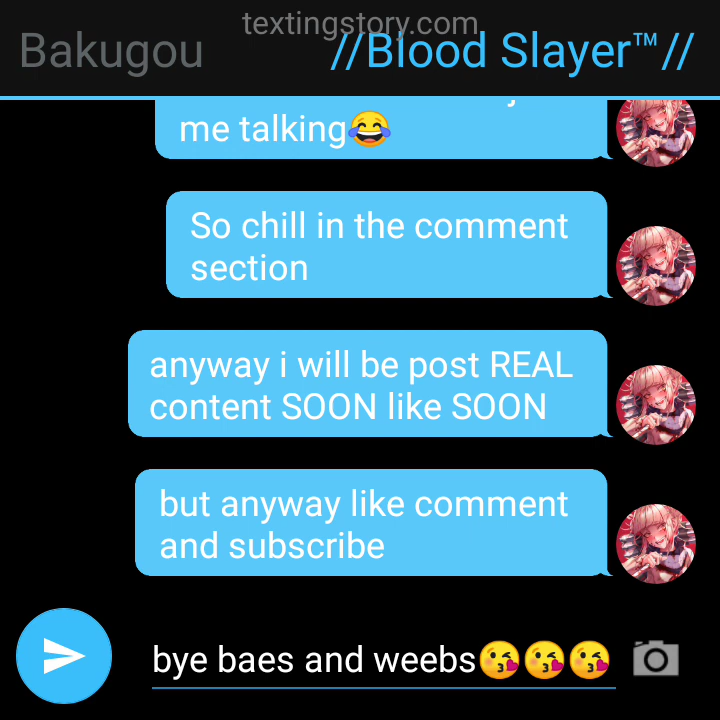 textingstory.com
Bakugou //Blood Slayer™//
me talking😂
So chill in the comment
section
anyway i will be post REAL
content SOON like SOON
but anyway like comment
and subscribe
bye baes and weebs😘😘😘